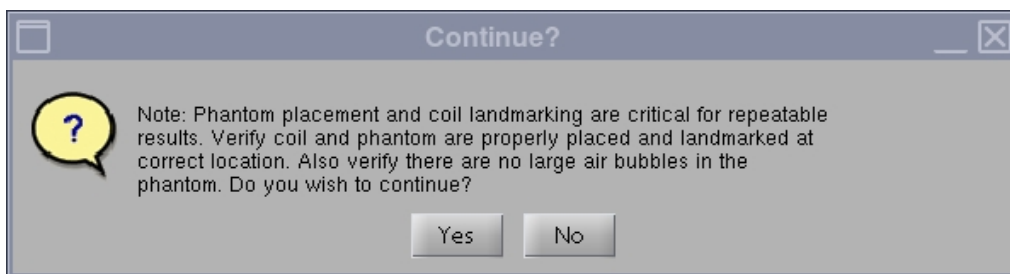 Continue?
Note: Phantom placement and coil landmarking are critical for repeatable
results. Verify coil and phantom are properly placed and landmarked at
correct location. Also verify there are no large air bubbles in the
phantom. Do you wish to continue?
Yes No